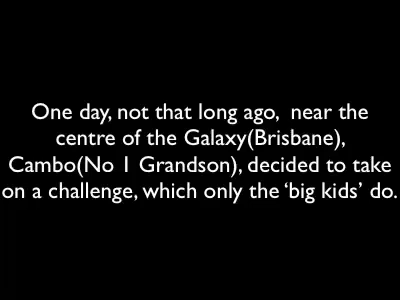 One day, not that long ago,  near the
centre of the Galaxy(Brisbane),
Cambo(No 1 Grandson), decided to take
on a challenge, which only the ‘big kids’ do.